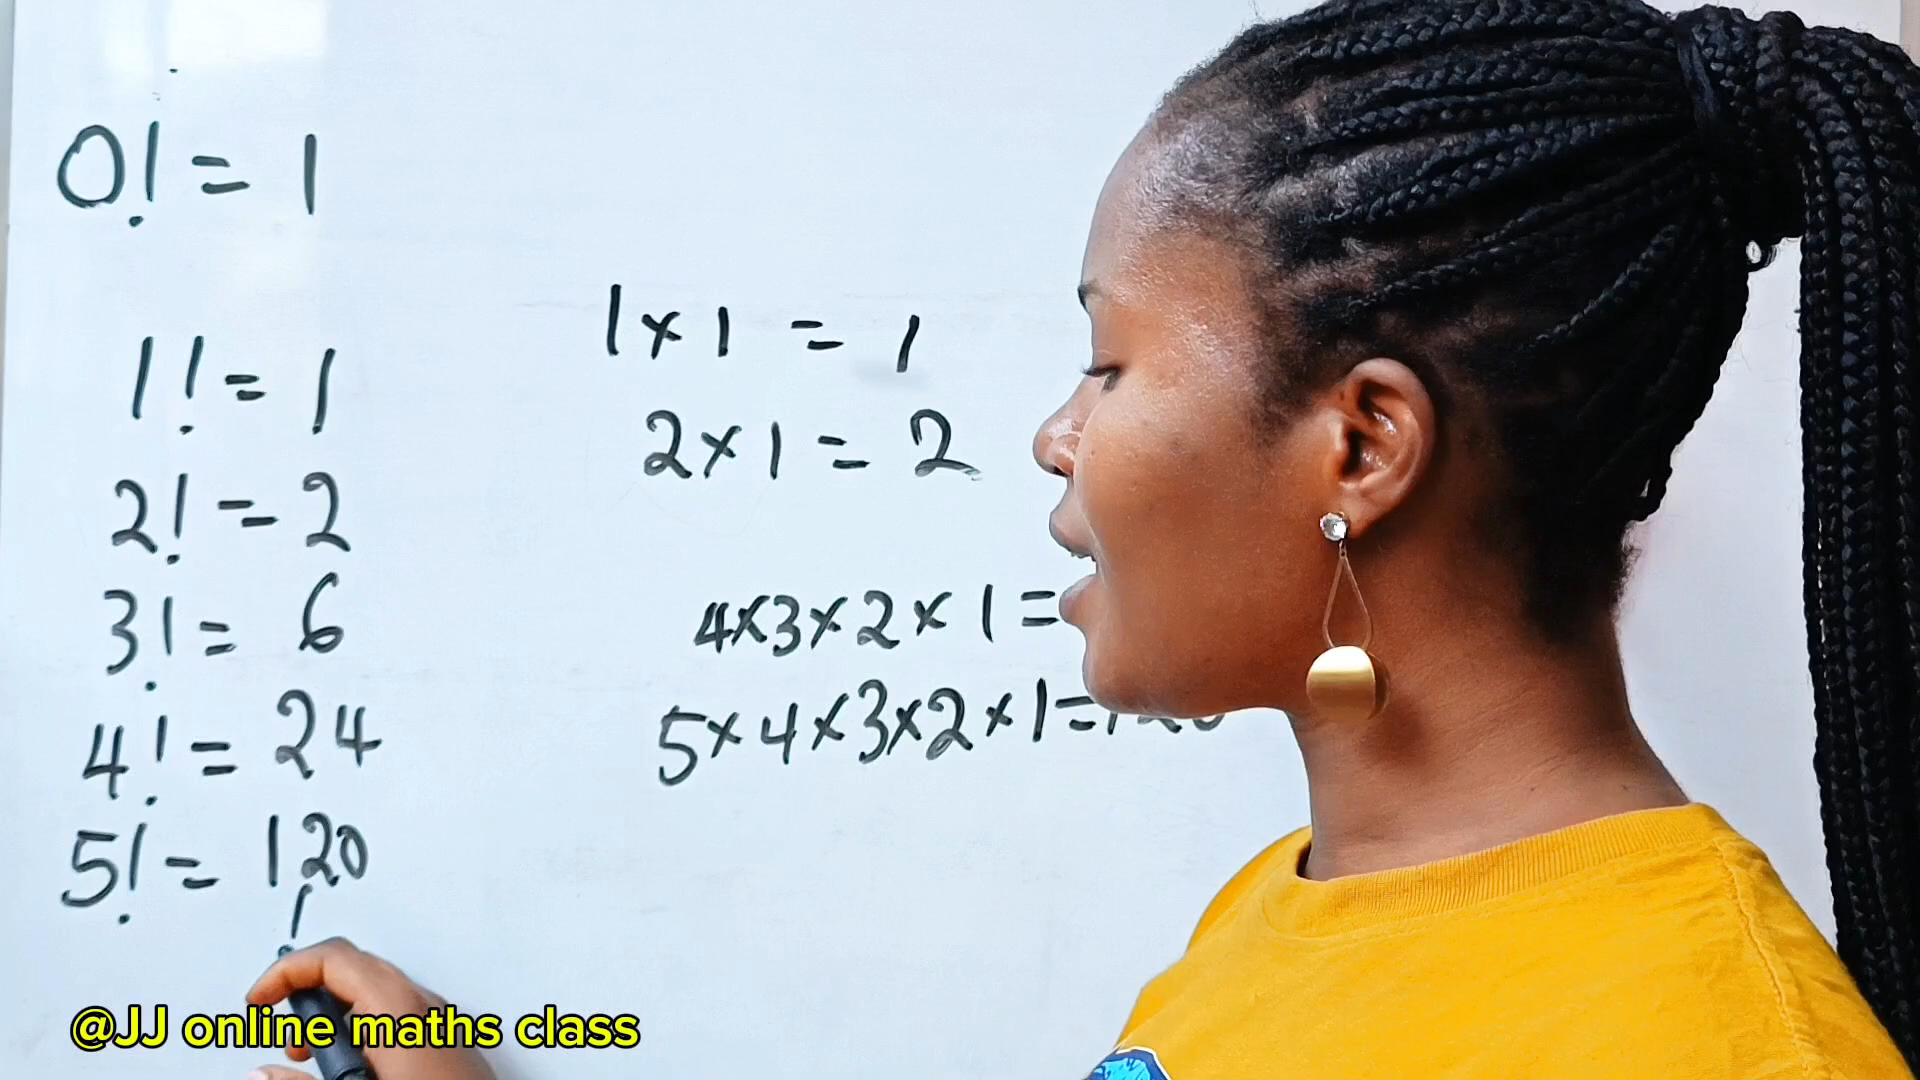 0! = 1
1! = 1
2! = 2
3! = 6
4! = 24
5! = 120
1×1 = 1
2×1 = 2
4×3×2×1=
5×4×3×2×1=120
@JJ online maths class